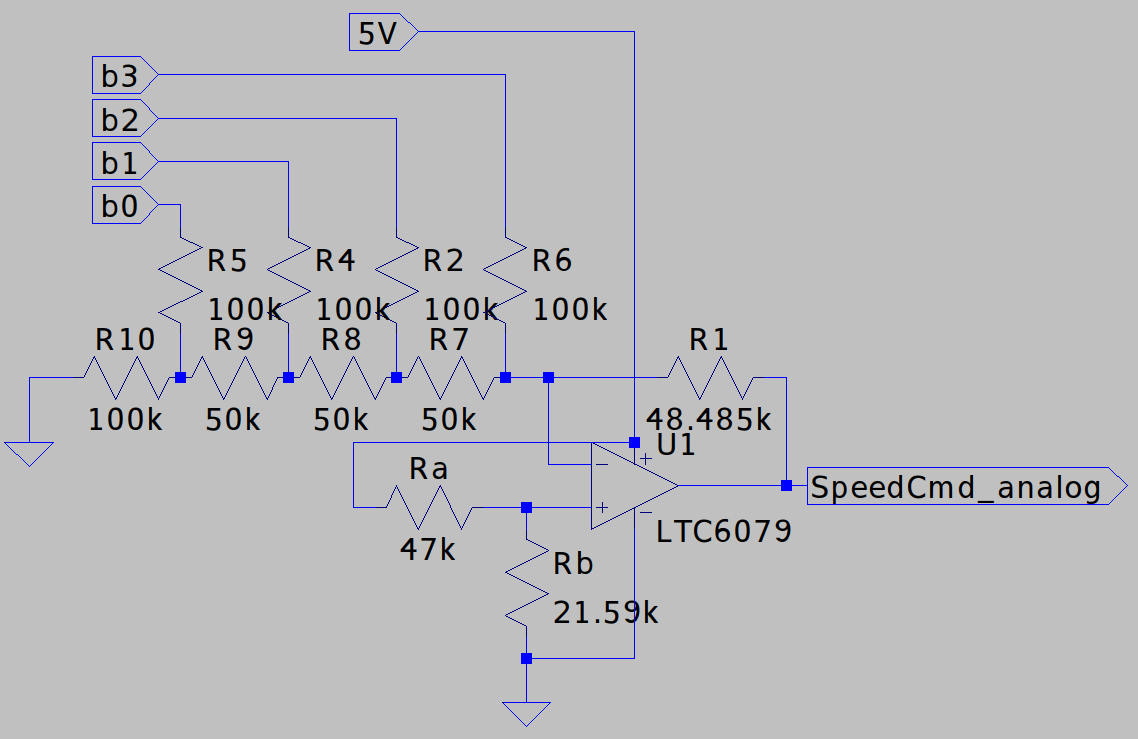 5V
b3
b2
b1
b0
R5
R4
R2
R6
100k
100k
100k
100k
R10
R9
R8
R7
R1
100k
50k
50k
50k
48.485k
U1
Ra
+
−
+
−
47k
LTC6079
Rb
21.59k
SpeedCmd_analog